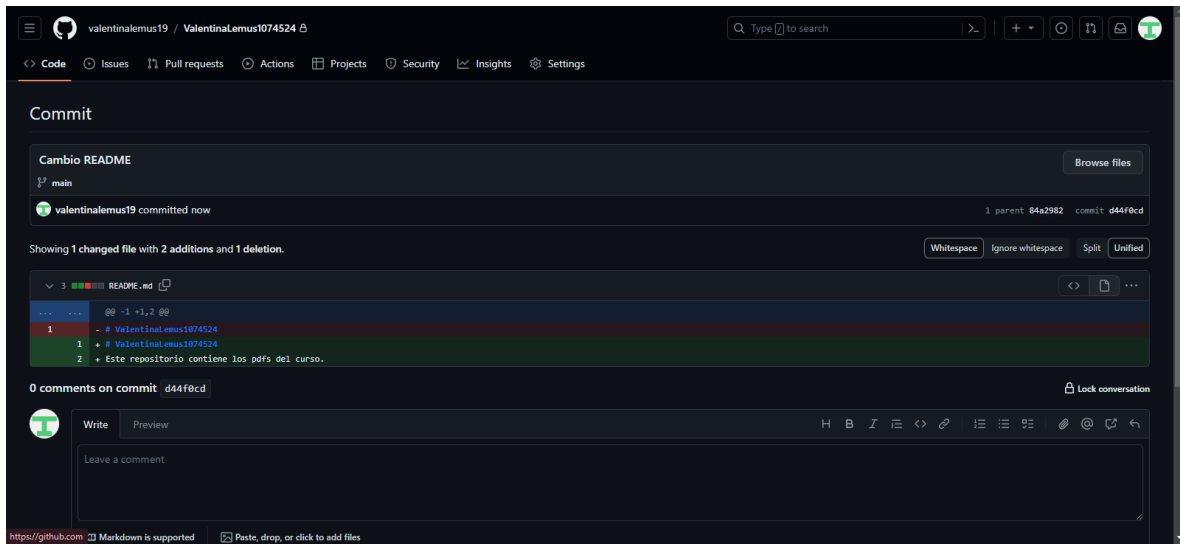 valentinalemus19 / ValentinaLemus1074524
Type / to search
Code Issues Pull requests Actions Projects Security Insights Settings
Commit
Cambio README
Browse files
main
valentinalemus19 committed now
1 parent 84a2982 commit d44f0cd
Showing 1 changed file with 2 additions and 1 deletion.
Whitespace Ignore whitespace Split Unified
3 README.md
... ... @@ -1 +1,2 @@
1 - # ValentinaLemus1074524
1 + # ValentinaLemus1074524
2 + Este repositorio contiene los pdfs del curso.
0 comments on commit d44f0cd
Lock conversation
Write Preview
H B I
Leave a comment
https://github.com
Markdown is supported
Paste, drop, or click to add files